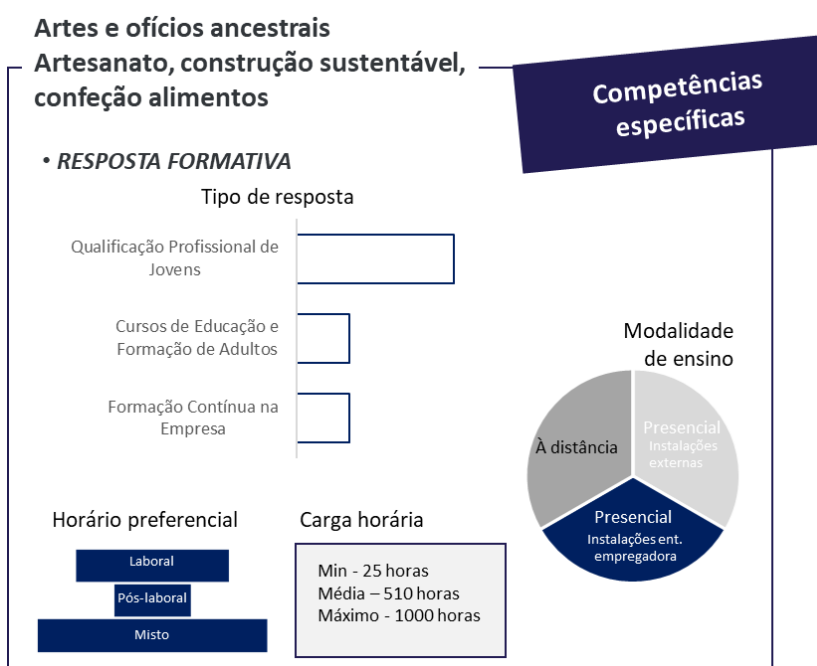 Artes e ofícios ancestrais
Artesanato, construção sustentável,
confeção alimentos
Competências
específicas
• RESPOSTA FORMATIVA
Tipo de resposta
Qualificação Profissional de
Jovens
Cursos de Educação e
Formação de Adultos
Formação Contínua na
Empresa
Modalidade
de ensino
À distância
Presencial
Instalações
externas
Presencial
Instalações ent.
empregadora
Horário preferencial
Laboral
Pós-laboral
Misto
Carga horária
Min - 25 horas
Média – 510 horas
Máximo - 1000 horas